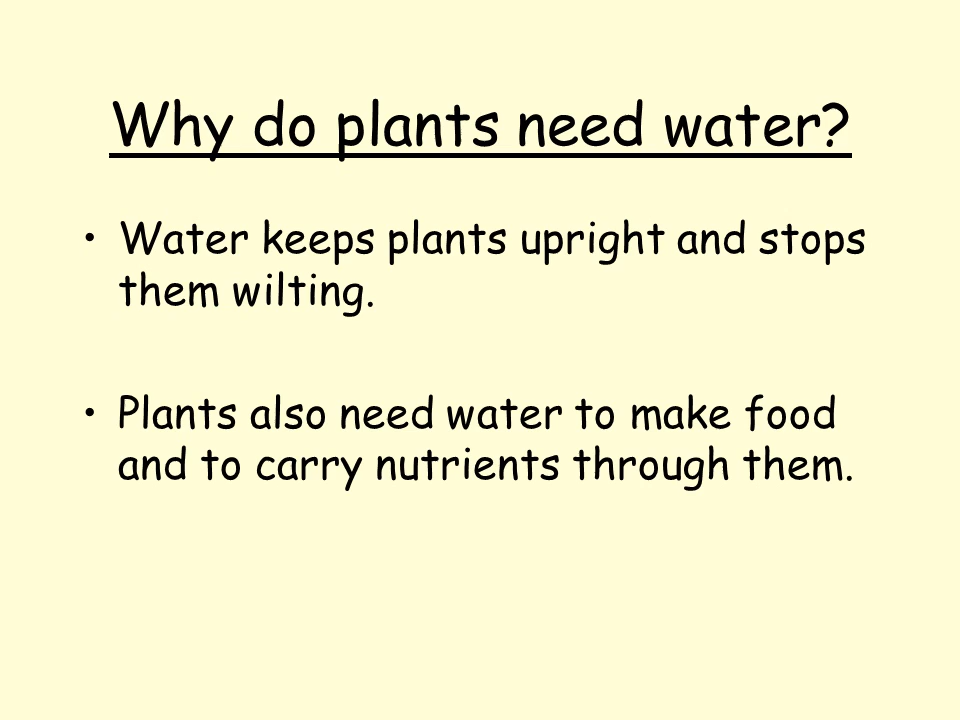 Why do plants need water?
• Water keeps plants upright and stops
them wilting.
• Plants also need water to make food
and to carry nutrients through them.